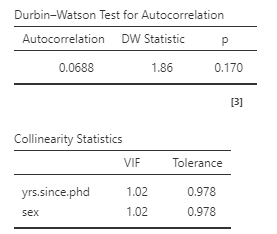 Durbin–Watson Test for Autocorrelation
Autocorrelation DW Statistic p
0.0688 1.86 0.170
[3]
Collinearity Statistics
VIF Tolerance
yrs.since.phd 1.02 0.978
sex 1.02 0.978